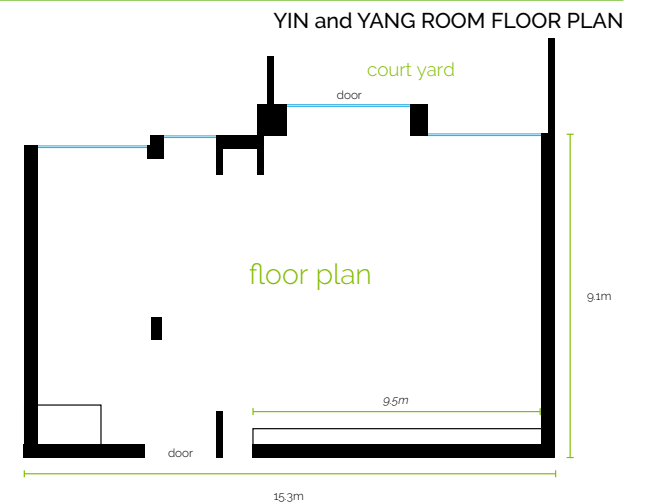 YIN and YANG ROOM FLOOR PLAN
court yard
door
floor plan
9.1m
9.5m
door
15.3m